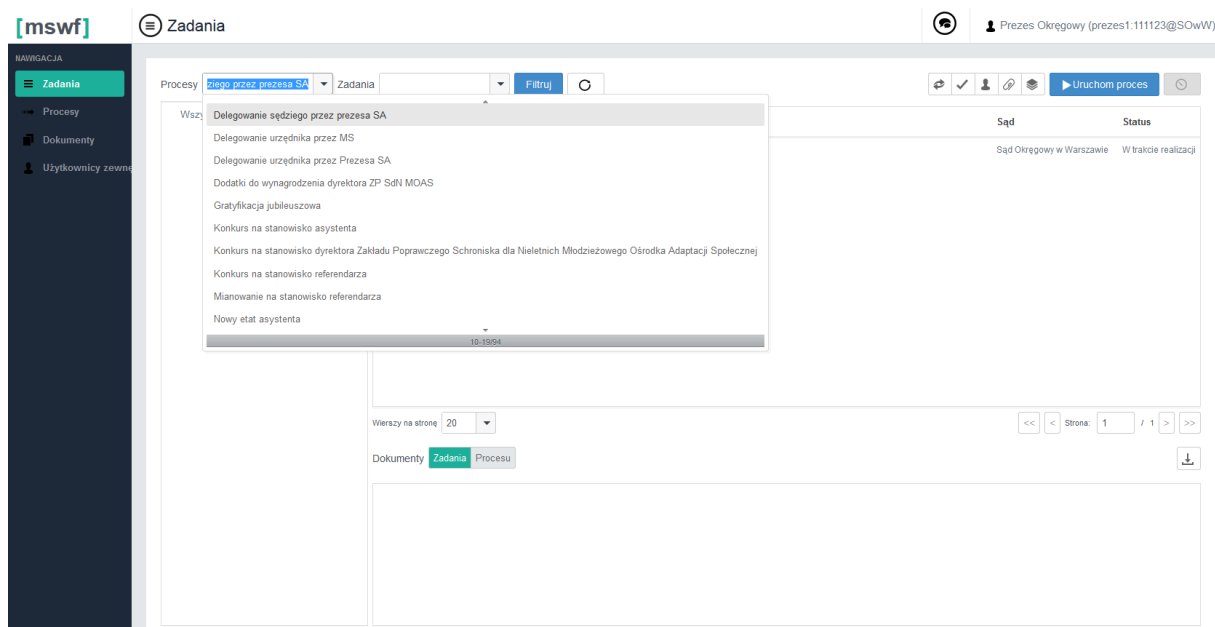 [mswf]
Zadania
Prezes Okręgowy (prezes1:111123@SOwW)
NAWIGACJA
Zadania
Procesy
Dokumenty
Użytkownicy zewnę
Procesy ziego przez prezesa SA Zadania Filtruj Uruchom proces
Wszy
Sąd Status
Sąd Okręgowy w Warszawie W trakcie realizacji
Delegowanie sędziego przez prezesa SA
Delegowanie urzędnika przez MS
Delegowanie urzędnika przez Prezesa SA
Dodatki do wynagrodzenia dyrektora ZP SdN MOAS
Gratyfikacja jubileuszowa
Konkurs na stanowisko asystenta
Konkurs na stanowisko dyrektora Zakładu Poprawczego Schroniska dla Nieletnich Młodzieżowego Ośrodka Adaptacji Społecznej
Konkurs na stanowisko referendarza
Mianowanie na stanowisko referendarza
Nowy etat asystenta
10-19/94
Wierszy na stronę 20 << < Strona: 1 / 1 > >>
Dokumenty Zadania Procesu